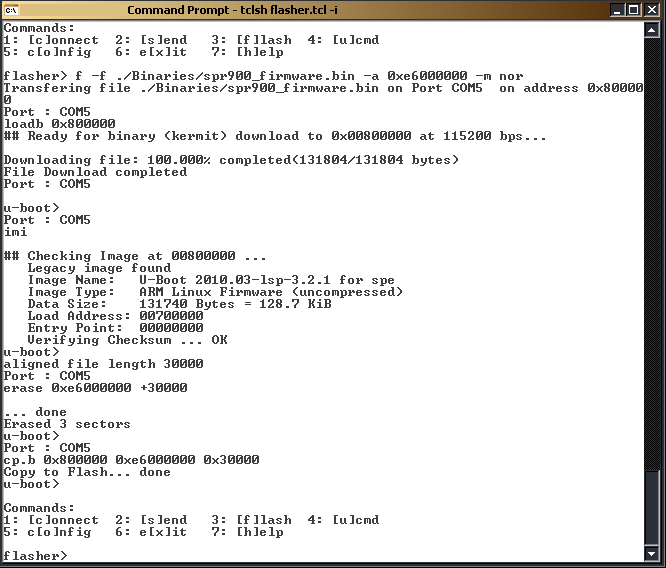 Command Prompt - tclsh flasher.tcl -i
Commands:
1: [c]onnect  2: [s]end   3: [f]lash  4: [u]cmd
5: c[o]nfig   6: e[x]it   7: [h]elp
flasher> f -f ./Binaries/spr900_firmware.bin -a 0xe6000000 -m nor
Transfering file ./Binaries/spr900_firmware.bin on Port COM5  on address 0x80000
0
Port : COM5
loadb 0x800000
## Ready for binary (kermit) download to 0x00800000 at 115200 bps...
Downloading file: 100.000% completed(131804/131804 bytes)
File Download completed
Port : COM5
u-boot>
Port : COM5
imi
## Checking Image at 00800000 ...
   Legacy image found
   Image Name:   U-Boot 2010.03-lsp-3.2.1 for spe
   Image Type:   ARM Linux Firmware (uncompressed)
   Data Size:    131740 Bytes = 128.7 KiB
   Load Address: 00700000
   Entry Point:  00000000
   Verifying Checksum ... OK
u-boot>
aligned file length 30000
Port : COM5
erase 0xe6000000 +30000
... done
Erased 3 sectors
u-boot>
Port : COM5
cp.b 0x800000 0xe6000000 0x30000
Copy to Flash... done
u-boot>
Commands:
1: [c]onnect  2: [s]end   3: [f]lash  4: [u]cmd
5: c[o]nfig   6: e[x]it   7: [h]elp
flasher>